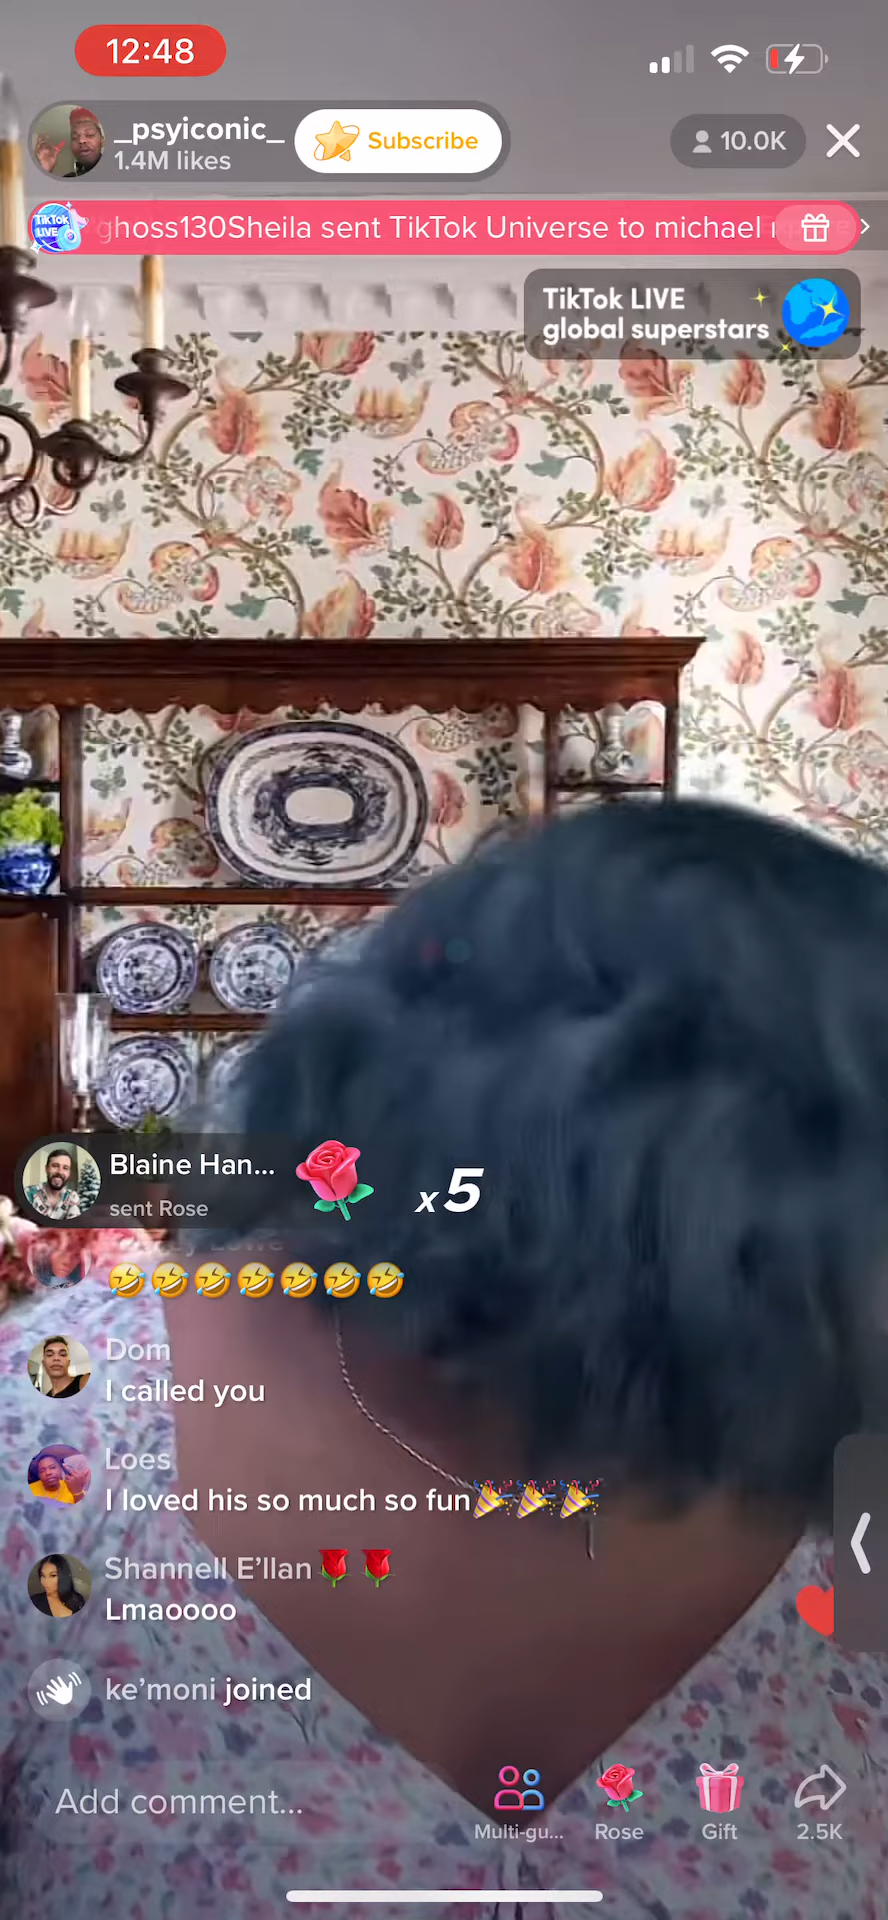 12:48
_psyiconic_
1.4M likes
Subscribe
10.0K
TikTok
LIVE
ghoss130Sheila sent TikTok Universe to michael
TikTok LIVE
global superstars
Blaine Han...
sent Rose
x5
🤣🤣🤣🤣🤣🤣🤣
Dom
I called you
Loes
I loved his so much so fun🎉🎉🎉
Shannell E’llan🌹🌹
Lmaoooo
ke’moni joined
Add comment...
Multi-gu...
Rose
Gift
2.5K